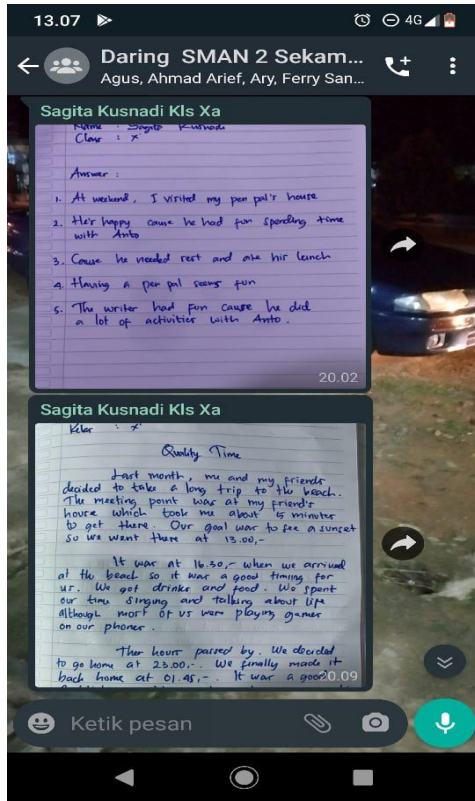 13.07
4G
Daring SMAN 2 Sekam...
Agus, Ahmad Arief, Ary, Ferry San...
Sagita Kusnadi Kls Xa
Name : Sagita Kusnadi
Class : X
Answer :
1. At weekend, I visited my pen pal's house
2. He's happy cause he had fun spending time
with Anto
3. Cause he needed rest and ate his lunch
4. Having a pen pal seems fun
5. The writer had fun cause he did
a lot of activities with Anto.
20.02
Sagita Kusnadi Kls Xa
Kelas : X
Quality Time
Last month, me and my friends
decided to take a long trip to the beach.
The meeting point was at my friend's
house which took me about 15 minutes
to get there. Our goal was to see a sunset
so we went there at 13.00,-
It was at 16.30,- when we arrived
at the beach so it was a good timing for
us. We got drinks and food. We spent
our time singing and talking about life
although most of us were playing games
on our phones.
Ther hours passed by. We decided
to go home at 23.00,-. We finally made it
back home at 01.45,-. It was a good
20.09
Ketik pesan